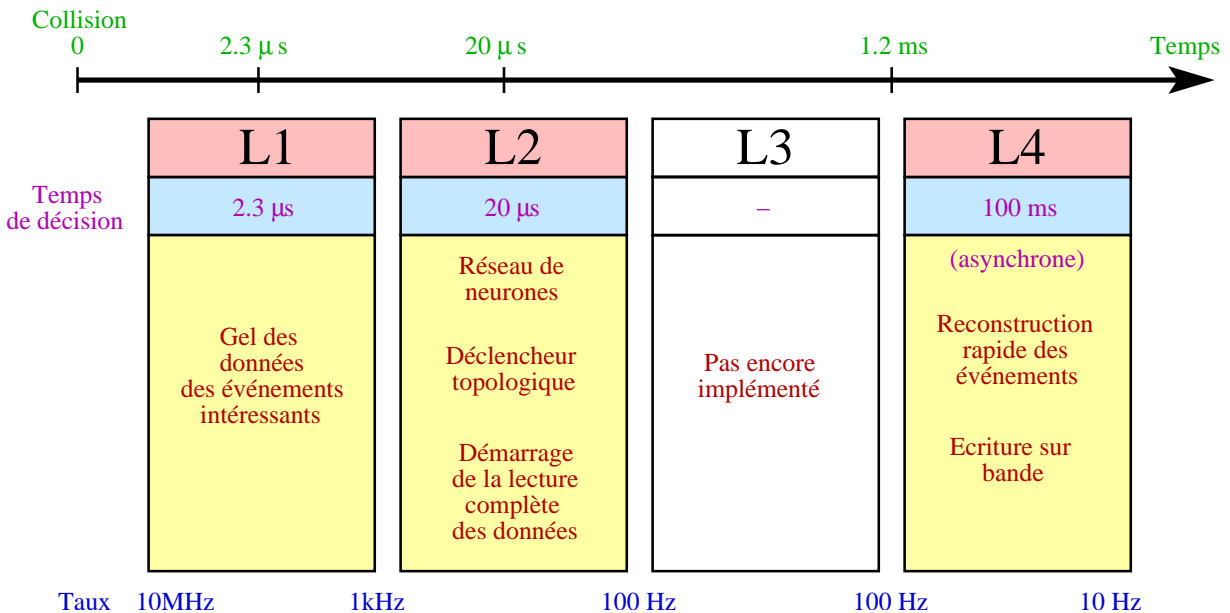 Collision
0
2.3 µ s
20 µ s
1.2 ms
Temps
L1
L2
L3
L4
Temps
de décision
2.3 µs
20 µs
–
100 ms
Gel des
données
des événements
intéressants
Réseau de
neurones
Déclencheur
topologique
Démarrage
de la lecture
complète
des données
Pas encore
implémenté
(asynchrone)
Reconstruction
rapide des
événements
Ecriture sur
bande
Taux 10MHz 1kHz 100 Hz 100 Hz 10 Hz